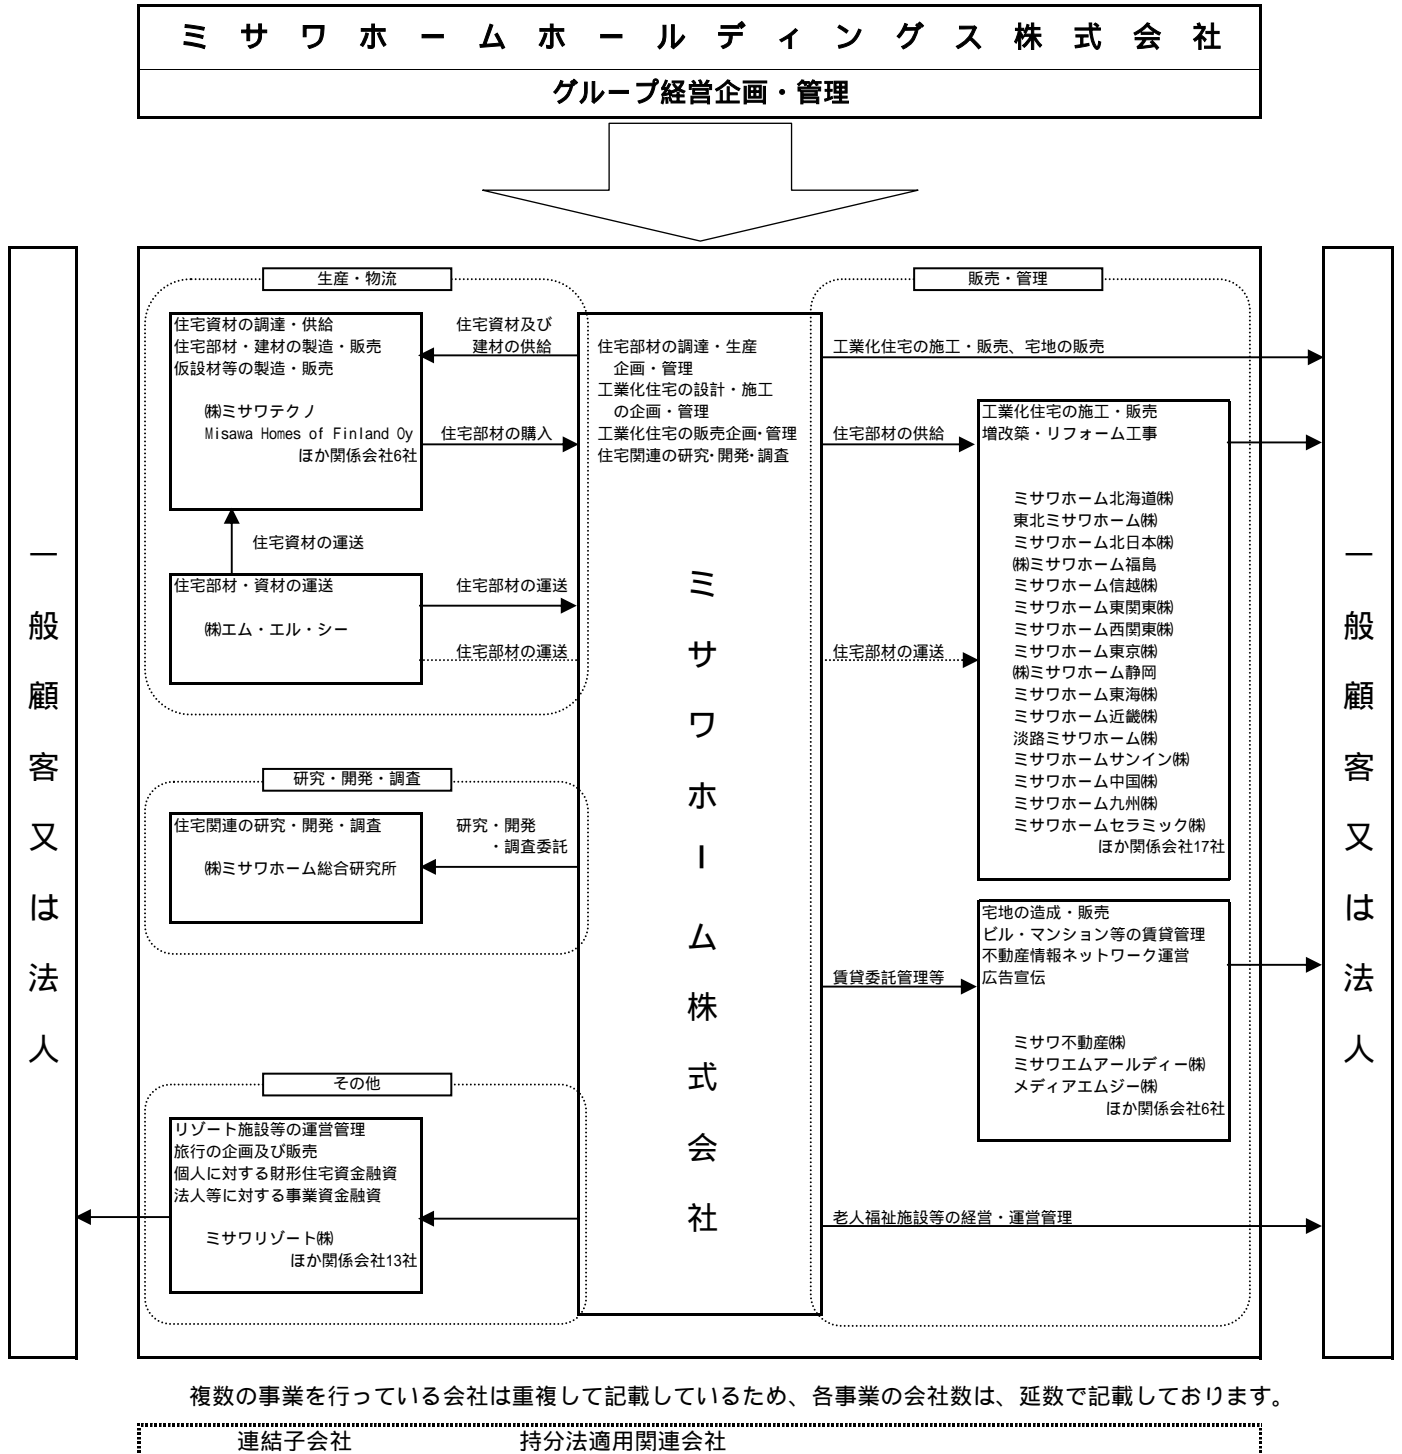 ミサワホームホールディングス株式会社
グループ経営企画・管理
一般顧客又は法人
生産・物流
住宅資材の調達・供給
住宅部材・建材の製造・販売
仮設材等の製造・販売
㈱ミサワテクノ
Misawa Homes of Finland Oy
ほか関係会社6社
住宅資材及び
建材の供給
住宅部材の購入
住宅資材の運送
住宅部材・資材の運送
㈱エム・エル・シー
住宅部材の運送
住宅部材の運送
研究・開発・調査
住宅関連の研究・開発・調査
㈱ミサワホーム総合研究所
研究・開発
・調査委託
その他
リゾート施設等の運営管理
旅行の企画及び販売
個人に対する財形住宅資金融資
法人等に対する事業資金融資
ミサワリゾート㈱
ほか関係会社13社
住宅部材の調達・生産
企画・管理
工業化住宅の設計・施工
の企画・管理
工業化住宅の販売企画・管理
住宅関連の研究・開発・調査
ミサワホーム株式会社
販売・管理
工業化住宅の施工・販売、宅地の販売
住宅部材の供給
住宅部材の運送
工業化住宅の施工・販売
増改築・リフォーム工事
ミサワホーム北海道㈱
東北ミサワホーム㈱
ミサワホーム北日本㈱
㈱ミサワホーム福島
ミサワホーム信越㈱
ミサワホーム東関東㈱
ミサワホーム西関東㈱
ミサワホーム東京㈱
㈱ミサワホーム静岡
ミサワホーム東海㈱
ミサワホーム近畿㈱
淡路ミサワホーム㈱
ミサワホームサンイン㈱
ミサワホーム中国㈱
ミサワホーム九州㈱
ミサワホームセラミック㈱
ほか関係会社17社
賃貸委託管理等
宅地の造成・販売
ビル・マンション等の賃貸管理
不動産情報ネットワーク運営
広告宣伝
ミサワ不動産㈱
ミサワエムアールディー㈱
メディアエムジー㈱
ほか関係会社6社
老人福祉施設等の経営・運営管理
一般顧客又は法人
複数の事業を行っている会社は重複して記載しているため、各事業の会社数は、延数で記載しております。
連結子会社 持分法適用関連会社